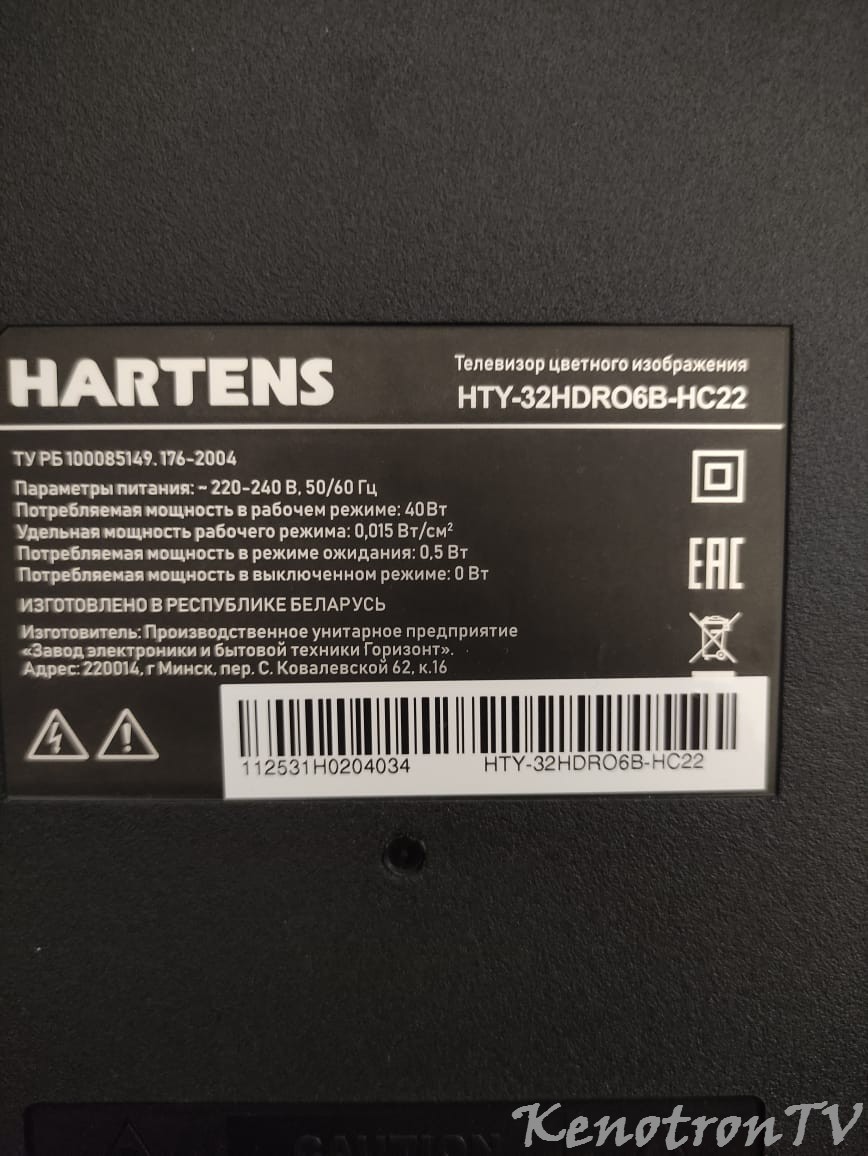 HARTENS
Телевизор цветного изображения
HTY-32HDRO6B-HC22
ТУ РБ 100085149.176-2004
Параметры питания: ~ 220-240 В, 50/60 Гц
Потребляемая мощность в рабочем режиме: 40Вт
Удельная мощность рабочего режима: 0,015 Вт/см²
Потребляемая мощность в режиме ожидания: 0,5 Вт
Потребляемая мощность в выключенном режиме: 0 Вт
ИЗГОТОВЛЕНО В РЕСПУБЛИКЕ БЕЛАРУСЬ
Изготовитель: Производственное унитарное предприятие
«Завод электроники и бытовой техники Горизонт».
Адрес: 220014, г Минск, пер. С. Ковалевской 62, к.16
EAC
112531H0204034 HTY-32HDRO6B-HC22
CAUTION
KenotronTV